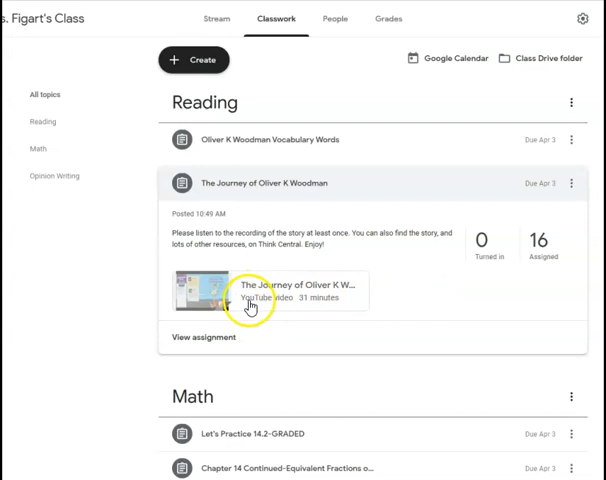 s. Figart's Class
Stream
Classwork
People
Grades
Create
Google Calendar
Class Drive folder
All topics
Reading
Math
Opinion Writing
Reading
Oliver K Woodman Vocabulary Words
Due Apr 3
The Journey of Oliver K Woodman
Due Apr 3
Posted 10:49 AM
Please listen to the recording of the story at least once. You can also find the story, and
lots of other resources, on Think Central. Enjoy!
0
Turned in
16
Assigned
The Journey of Oliver K W...
YouTube video 31 minutes
View assignment
Math
Let's Practice 14.2-GRADED
Due Apr 3
Chapter 14 Continued-Equivalent Fractions o...
Due Apr 3